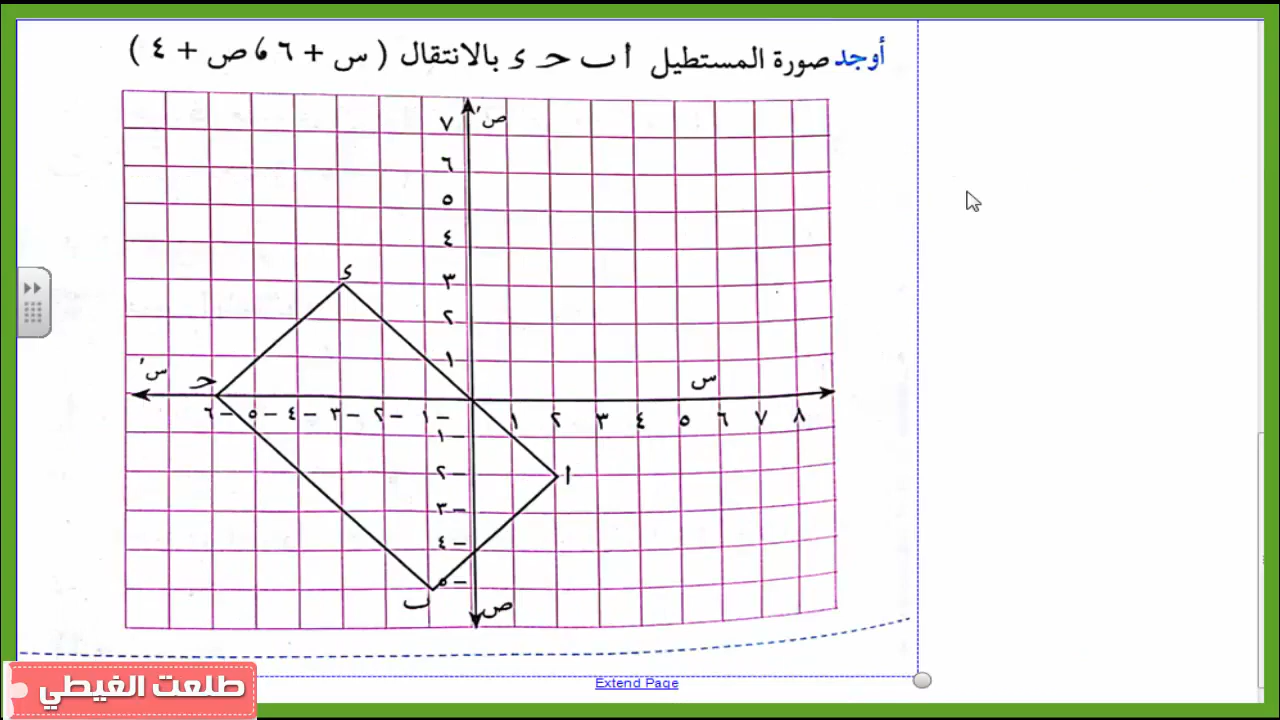 أوجد صورة المستطيل ا ب حـ ء بالانتقال ( س + ٦ ، ص + ٤ )
صَ
٧
٦
٥
٤
٣
٢
١
ء
حـ
سَ
س
٦ − ٥ − ٤ − ٣ − ٢ − ١ − ١ ٢ ٣ ٤ ٥ ٦ ٧ ٨
١ −
٢ −
ا
٣ −
٤ −
٥ −
ب
ص
طلعت الغيطي
Extend Page